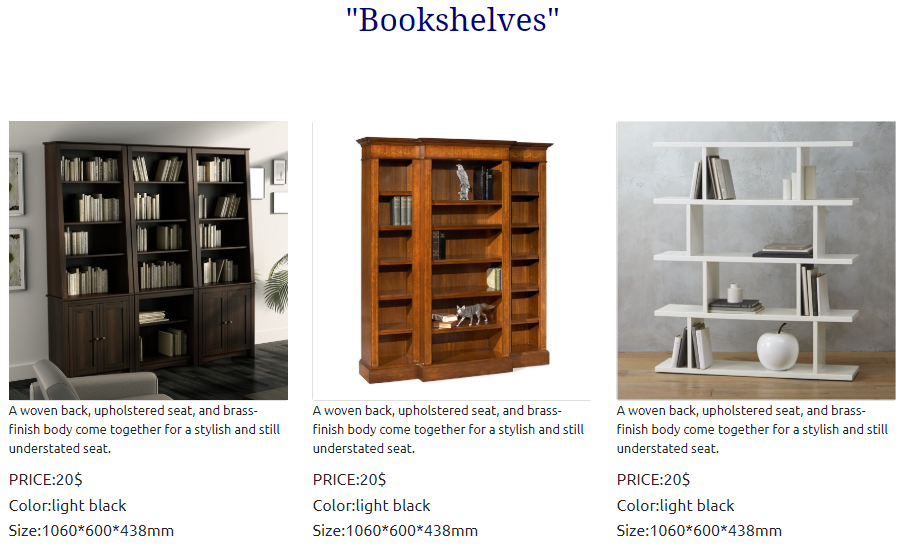 "Bookshelves"
A woven back, upholstered seat, and brass-
finish body come together for a stylish and still
understated seat.
PRICE:20$
Color:light black
Size:1060*600*438mm
A woven back, upholstered seat, and brass-
finish body come together for a stylish and still
understated seat.
PRICE:20$
Color:light black
Size:1060*600*438mm
A woven back, upholstered seat, and brass-
finish body come together for a stylish and still
understated seat.
PRICE:20$
Color:light black
Size:1060*600*438mm